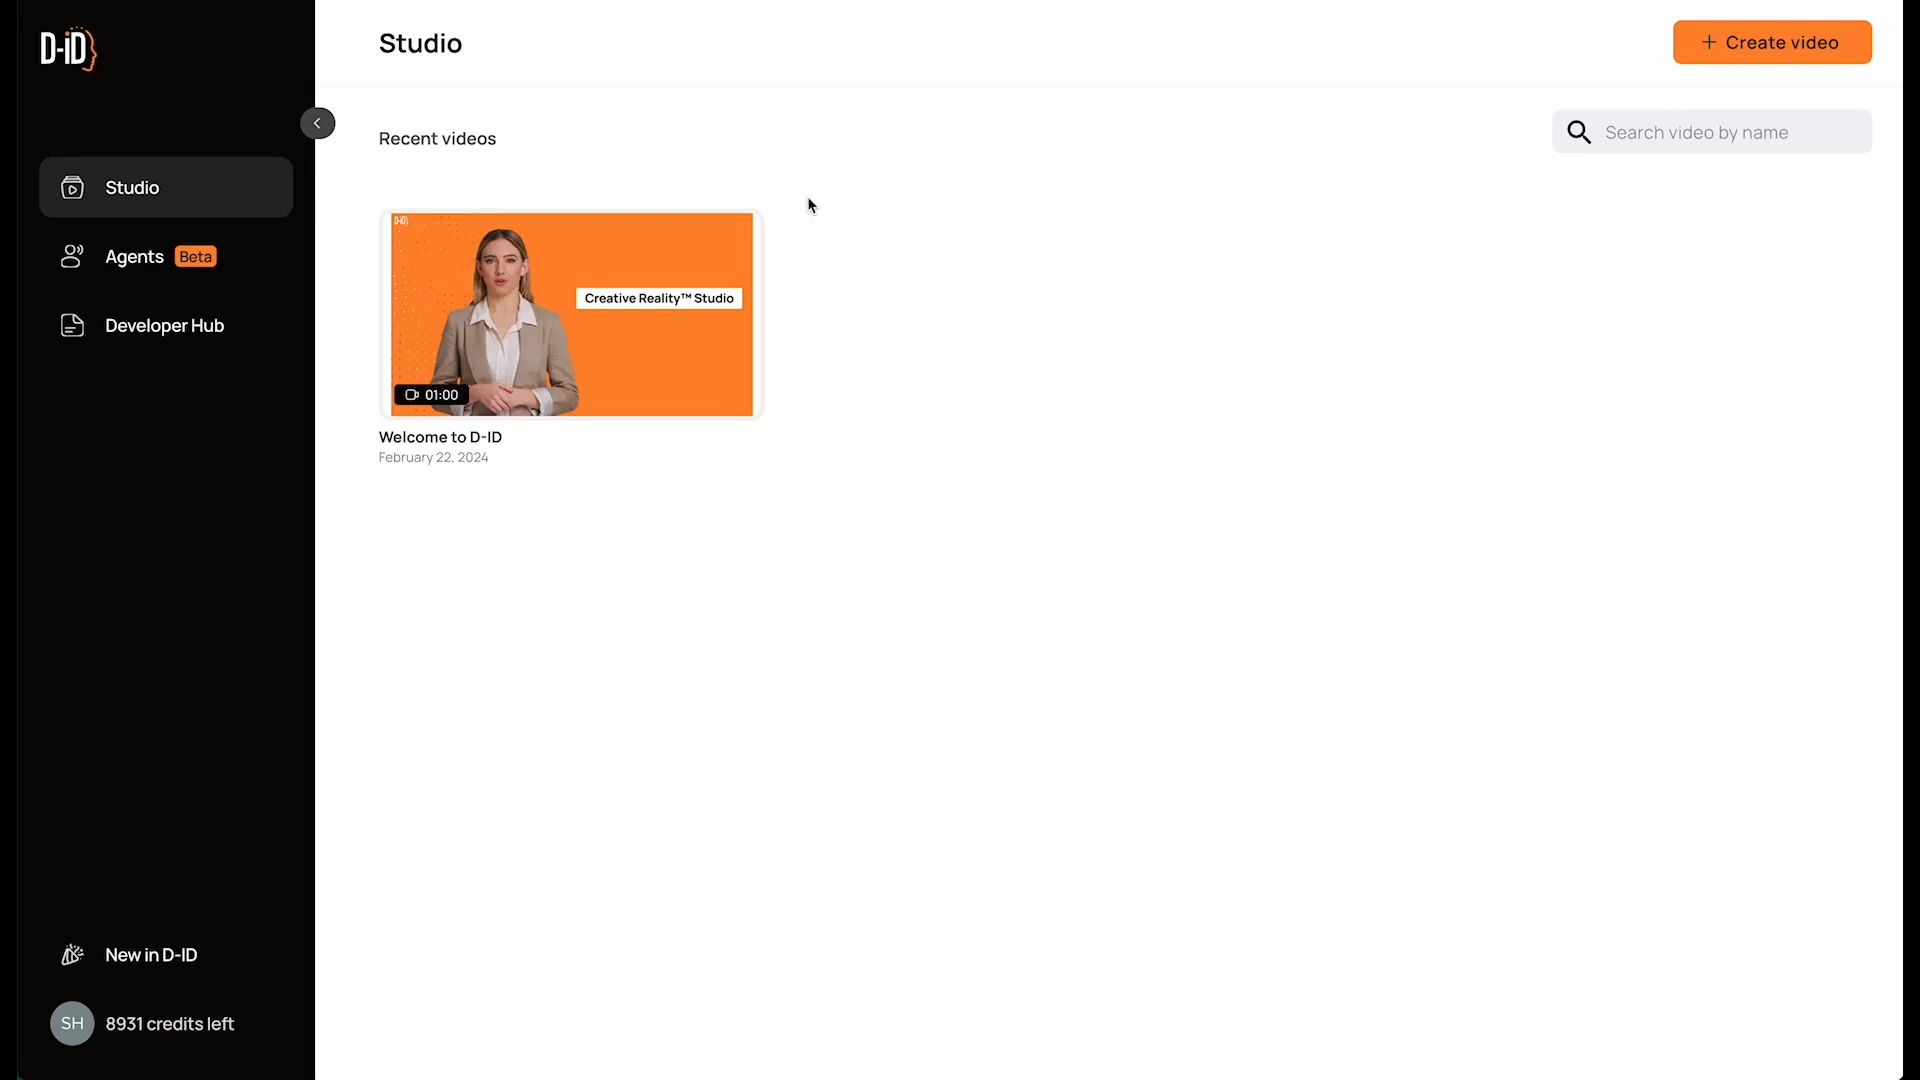 D-iD
Studio
+ Create video
Recent videos
Search video by name
Studio
Agents Beta
Developer Hub
D-iD
Creative Reality™ Studio
01:00
Welcome to D-ID
February 22, 2024
New in D-ID
SH 8931 credits left